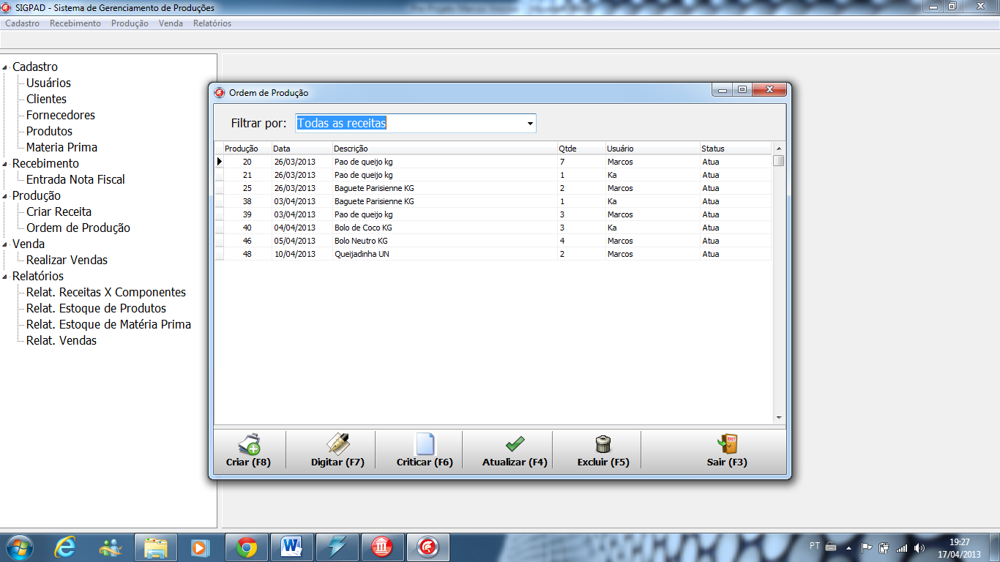 SIGPAD - Sistema de Gerenciamento de Produções
Cadastro Recebimento Produção Venda Relatórios
Cadastro
Usuários
Clientes
Fornecedores
Produtos
Materia Prima
Recebimento
Entrada Nota Fiscal
Produção
Criar Receita
Ordem de Produção
Venda
Realizar Vendas
Relatórios
Relat. Receitas X Componentes
Relat. Estoque de Produtos
Relat. Estoque de Matéria Prima
Relat. Vendas
Ordem de Produção
Filtrar por: Todas as receitas
Produção Data Descrição Qtde Usuário Status
20 26/03/2013 Pao de queijo kg 7 Marcos Atua
21 26/03/2013 Pao de queijo kg 1 Ka Atua
25 26/03/2013 Baguete Parisienne KG 2 Marcos Atua
38 03/04/2013 Baguete Parisienne KG 1 Ka Atua
39 03/04/2013 Pao de queijo kg 3 Marcos Atua
40 04/04/2013 Bolo de Coco KG 3 Ka Atua
46 05/04/2013 Bolo Neutro KG 4 Marcos Atua
48 10/04/2013 Queijadinha UN 2 Marcos Atua
EXIT
Criar (F8) Digitar (F7) Criticar (F6) Atualizar (F4) Excluir (F5) Sair (F3)
W
PT 19:27
17/04/2013